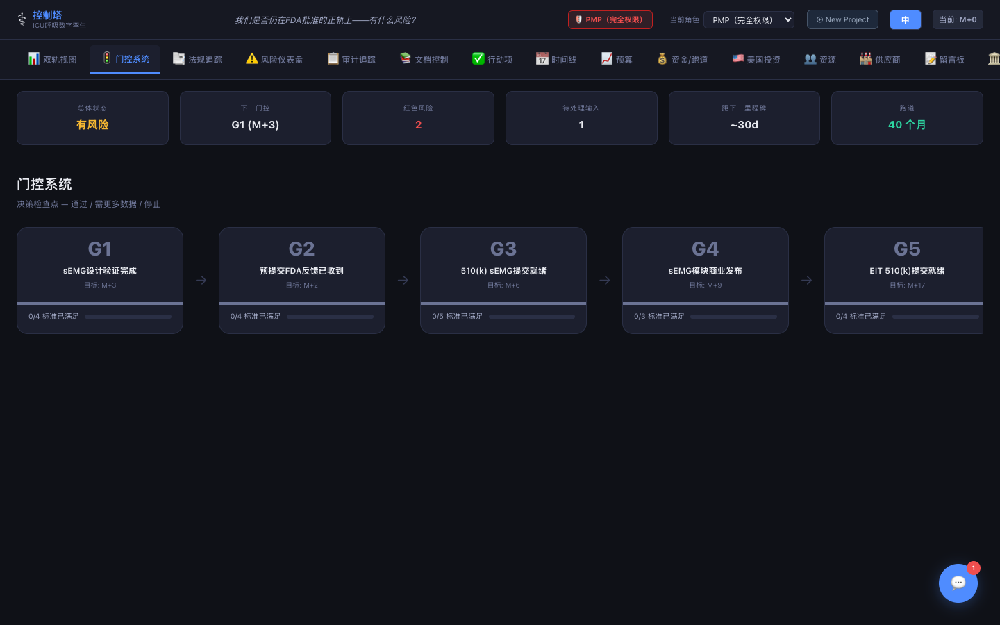 控制塔
ICU呼吸数字孪生
我们是否仍在FDA批准的正轨上——有什么风险?
PMP（完全权限）
当前角色
PMP（完全权限）
New Project
中
当前: M+0
双轨视图
门控系统
法规追踪
风险仪表盘
审计追踪
文档控制
行动项
时间线
预算
资金/跑道
美国投资
资源
供应商
留言板
总体状态
有风险
下一门控
G1 (M+3)
红色风险
2
待处理输入
1
距下一里程碑
~30d
跑道
40 个月
门控系统
决策检查点 — 通过 / 需更多数据 / 停止
G1
sEMG设计验证完成
目标: M+3
0/4 标准已满足
→
G2
预提交FDA反馈已收到
目标: M+2
0/4 标准已满足
→
G3
510(k) sEMG提交就绪
目标: M+6
0/5 标准已满足
→
G4
sEMG模块商业发布
目标: M+9
0/3 标准已满足
→
G5
EIT 510(k)提交就绪
目标: M+17
0/4 标准已满足
1